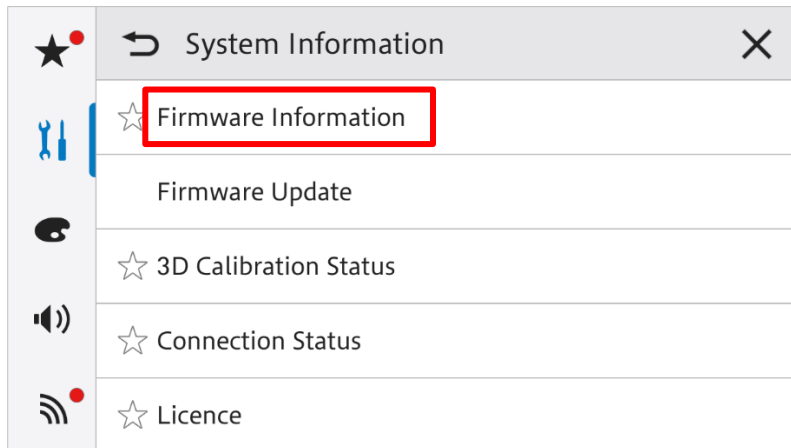 System Information
Firmware Information
Firmware Update
3D Calibration Status
Connection Status
Licence